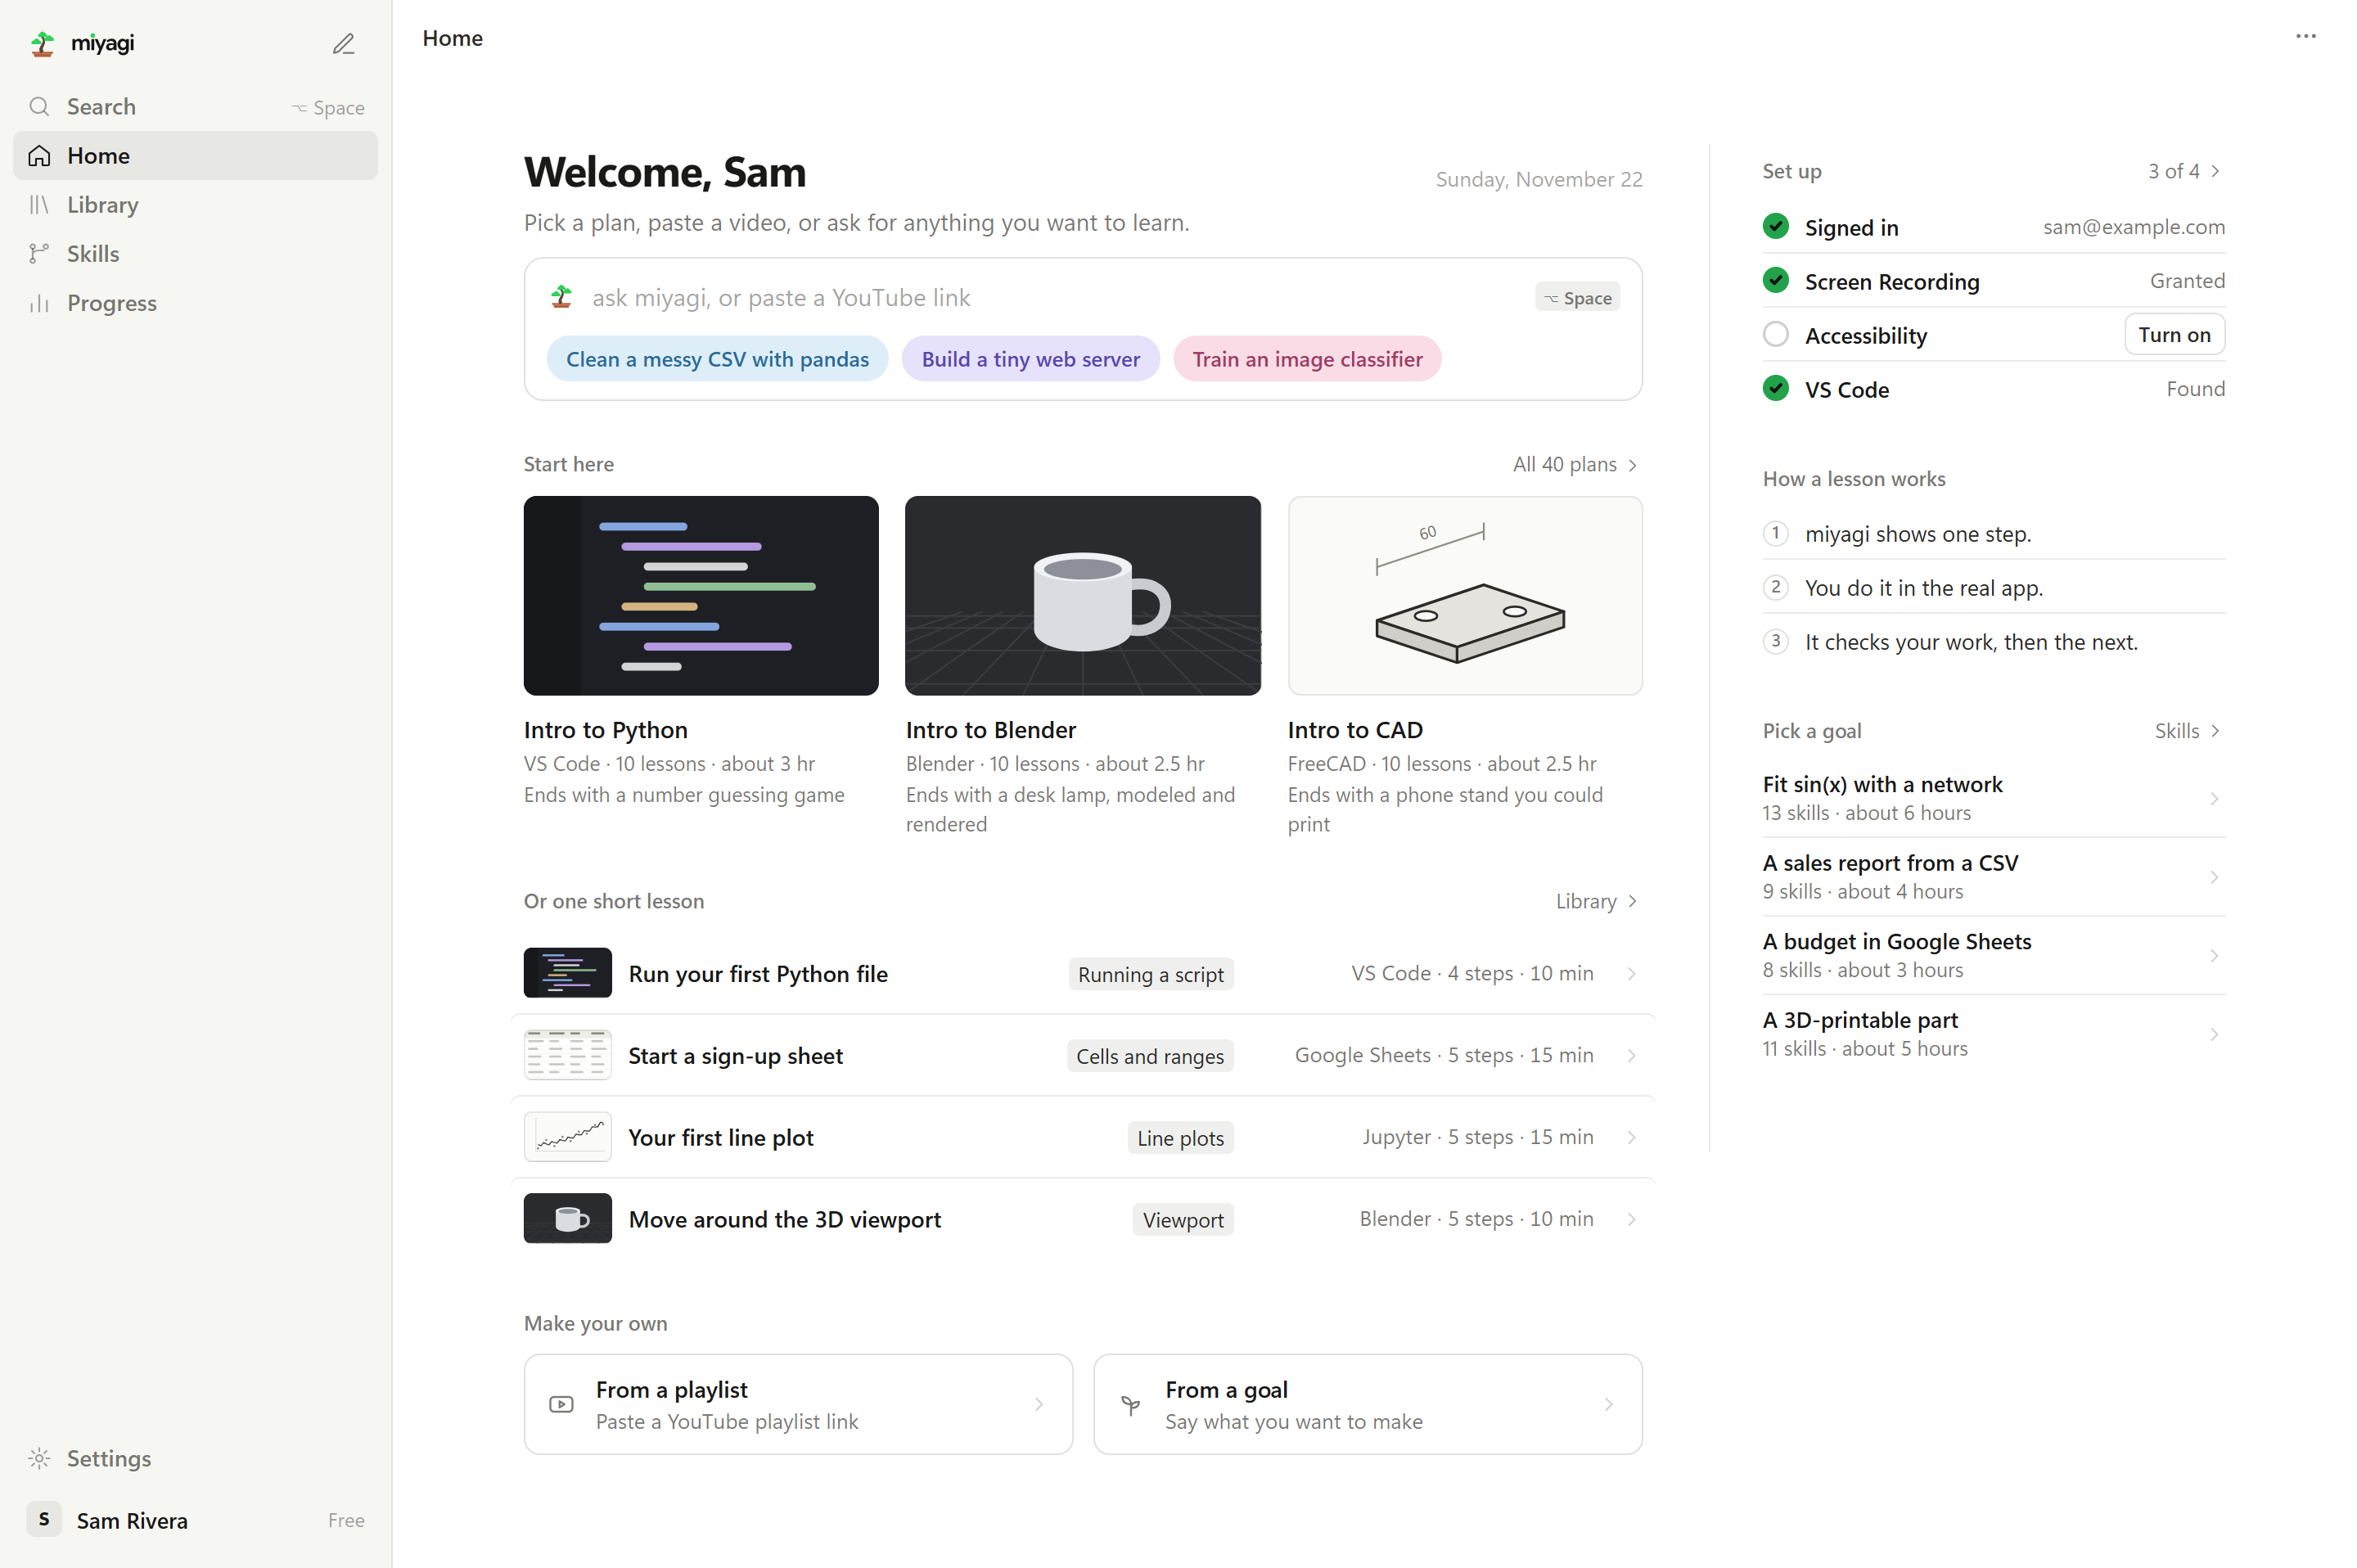 miyagi
Search ⌥ Space
Home
Library
Skills
Progress
Settings
S Sam Rivera Free
Home
Welcome, Sam
Sunday, November 22
Pick a plan, paste a video, or ask for anything you want to learn.
ask miyagi, or paste a YouTube link
⌥ Space
Clean a messy CSV with pandas
Build a tiny web server
Train an image classifier
Start here
All 40 plans
60
Intro to Python
VS Code · 10 lessons · about 3 hr
Ends with a number guessing game
Intro to Blender
Blender · 10 lessons · about 2.5 hr
Ends with a desk lamp, modeled and
rendered
Intro to CAD
FreeCAD · 10 lessons · about 2.5 hr
Ends with a phone stand you could
print
Or one short lesson
Library
Run your first Python file
Running a script
VS Code · 4 steps · 10 min
Start a sign-up sheet
Cells and ranges
Google Sheets · 5 steps · 15 min
Your first line plot
Line plots
Jupyter · 5 steps · 15 min
Move around the 3D viewport
Viewport
Blender · 5 steps · 10 min
Make your own
From a playlist
Paste a YouTube playlist link
From a goal
Say what you want to make
Set up
3 of 4
Signed in
sam@example.com
Screen Recording
Granted
Accessibility
Turn on
VS Code
Found
How a lesson works
1 miyagi shows one step.
2 You do it in the real app.
3 It checks your work, then the next.
Pick a goal
Skills
Fit sin(x) with a network
13 skills · about 6 hours
A sales report from a CSV
9 skills · about 4 hours
A budget in Google Sheets
8 skills · about 3 hours
A 3D-printable part
11 skills · about 5 hours